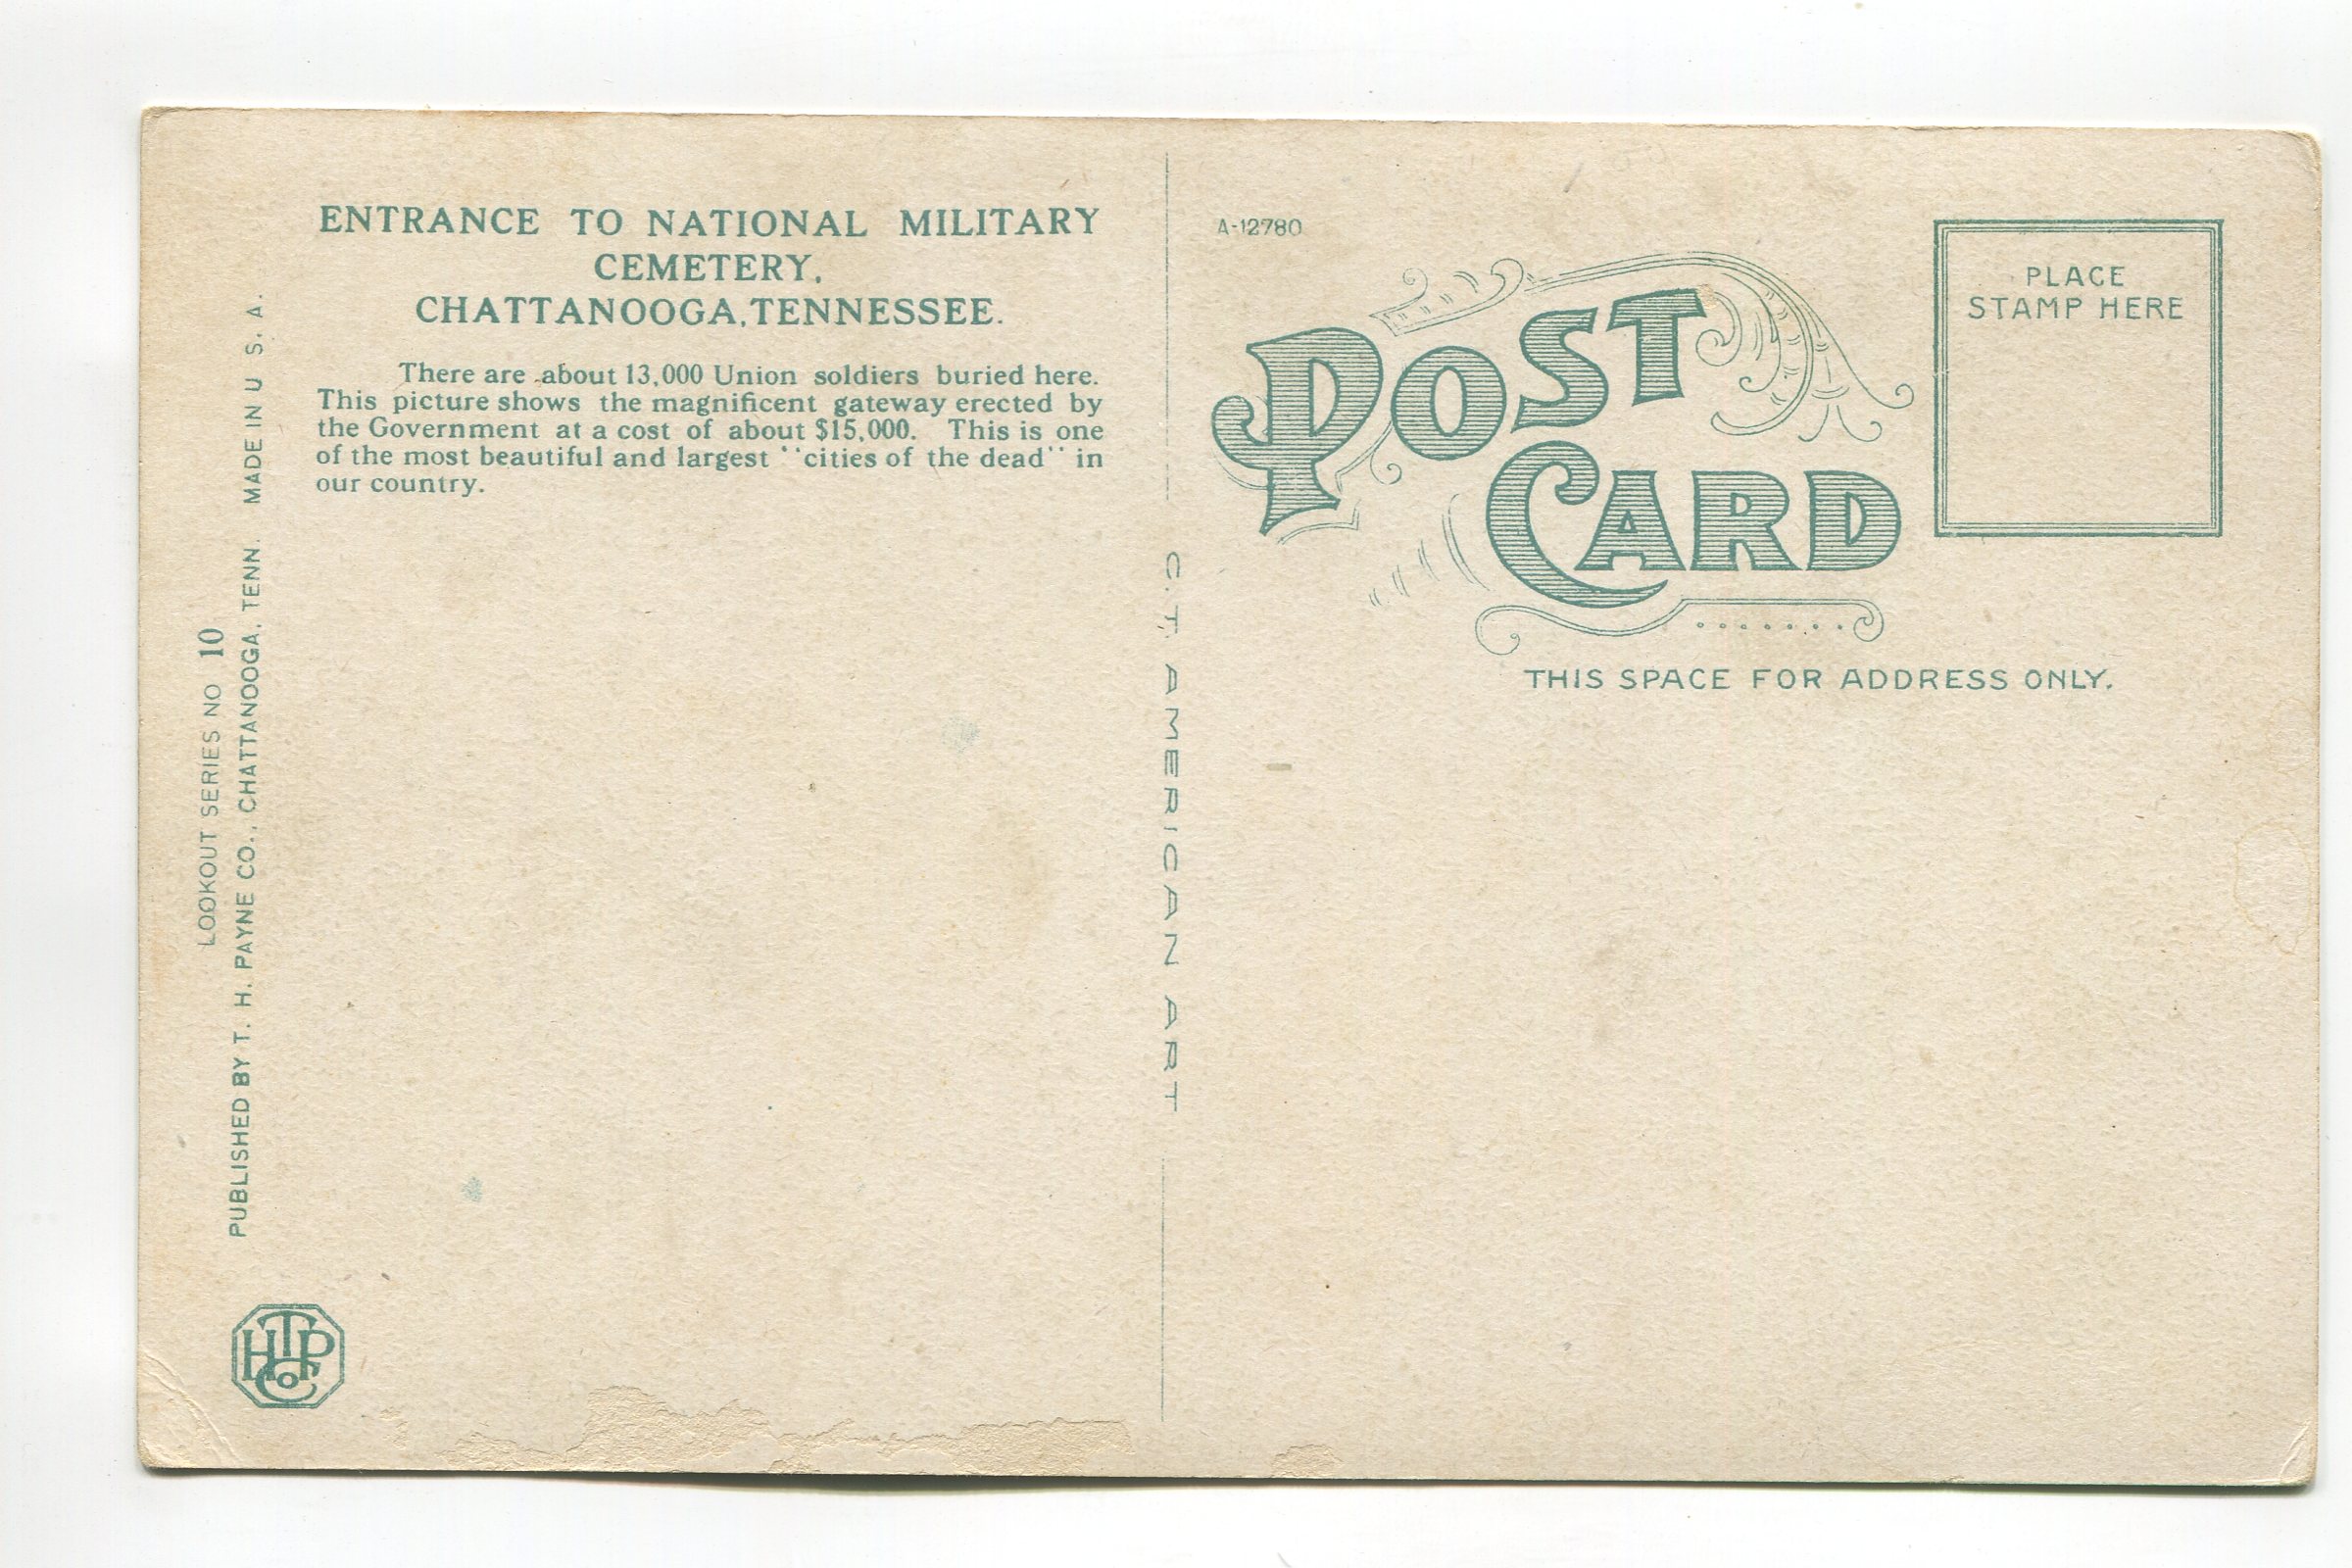 ENTRANCE TO NATIONAL MILITARY
CEMETERY,
CHATTANOOGA, TENNESSEE.
There are about 13,000 Union soldiers buried here.
This picture shows the magnificent gateway erected by
the Government at a cost of about $15,000. This is one
of the most beautiful and largest "cities of the dead" in
our country.
LOOKOUT SERIES NO 10
PUBLISHED BY T. H. PAYNE CO., CHATTANOOGA, TENN. MADE IN U S. A.
THP Co
C.T. AMERICAN ART
A-12780
POST
CARD
PLACE
STAMP HERE
THIS SPACE FOR ADDRESS ONLY.